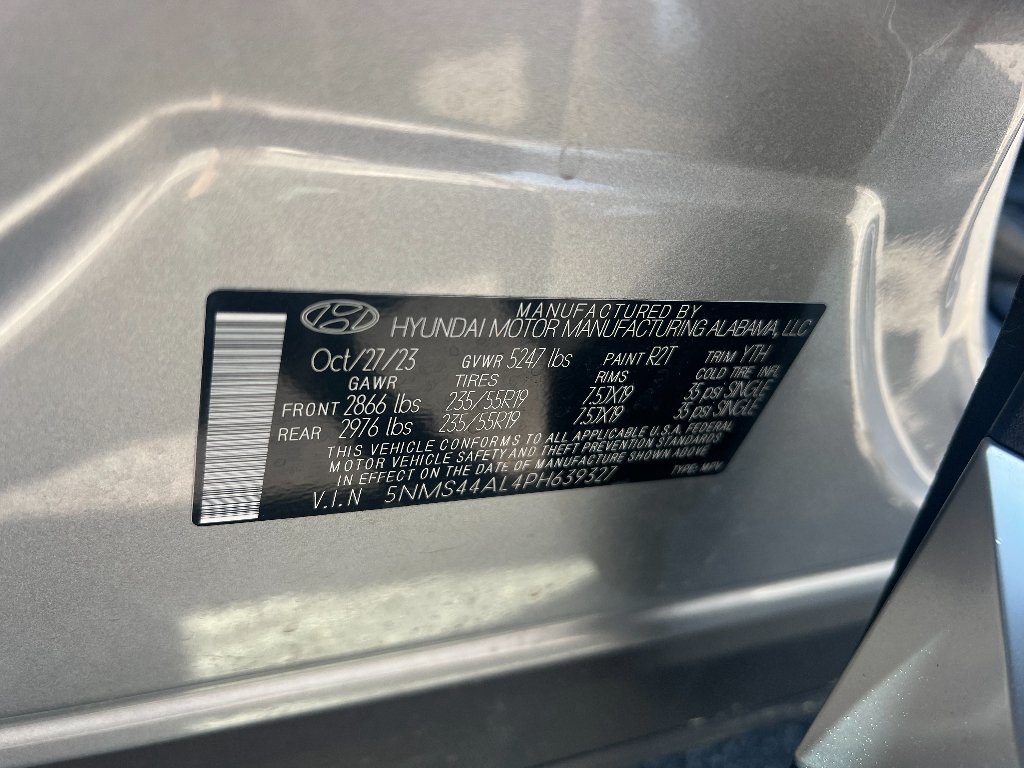 MANUFACTURED BY
HYUNDAI MOTOR MANUFACTURING ALABAMA, LLC
Oct/27/23 GVWR 5247 lbs PAINT R2T TRIM YTH
GAWR TIRES RIMS COLD TIRE INFL
FRONT 2866 lbs 235/55R19 7.5JX19 35 psi SINGLE
REAR 2976 lbs 235/55R19 7.5JX19 35 psi SINGLE
THIS VEHICLE CONFORMS TO ALL APPLICABLE U.S.A FEDERAL
MOTOR VEHICLE SAFETY AND THEFT PREVENTION STANDARDS
IN EFFECT ON THE DATE OF MANUFACTURE SHOWN ABOVE
V.I.N 5NMS44AL4PH639327 TYPE: MPV